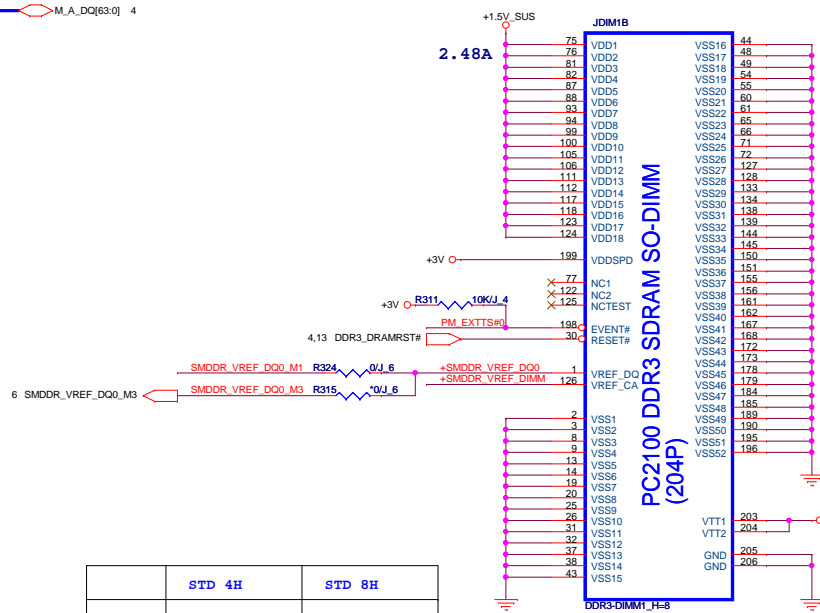 M_A_DQ[63:0] 4
+1.5V_SUS
2.48A
JDIM1B
75 VDD1
76 VDD2
81 VDD3
82 VDD4
87 VDD5
88 VDD6
93 VDD7
94 VDD8
99 VDD9
100 VDD10
105 VDD11
106 VDD12
111 VDD13
112 VDD14
117 VDD15
118 VDD16
123 VDD17
124 VDD18
+3V 199 VDDSPD
77 NC1
122 NC2
125 NCTEST
+3V R311 10K/J_4
PM_EXTTS#0 198 EVENT#
4,13 DDR3_DRAMRST# 30 RESET#
SMDDR_VREF_DQ0_M1 R324 0/J_6 +SMDDR_VREF_DQ0 1 VREF_DQ
+SMDDR_VREF_DIMM 126 VREF_CA
6 SMDDR_VREF_DQ0_M3 SMDDR_VREF_DQ0_M3 R315 *0/J_6
2 VSS1
3 VSS2
8 VSS3
9 VSS4
13 VSS5
14 VSS6
19 VSS7
20 VSS8
25 VSS9
26 VSS10
31 VSS11
32 VSS12
37 VSS13
38 VSS14
43 VSS15
PC2100 DDR3 SDRAM SO-DIMM
(204P)
VSS16 44
VSS17 48
VSS18 49
VSS19 54
VSS20 55
VSS21 60
VSS22 61
VSS23 65
VSS24 66
VSS25 71
VSS26 72
VSS27 127
VSS28 128
VSS29 133
VSS30 134
VSS31 138
VSS32 139
VSS33 144
VSS34 145
VSS35 150
VSS36 151
VSS37 155
VSS38 156
VSS39 161
VSS40 162
VSS41 167
VSS42 168
VSS43 172
VSS44 173
VSS45 178
VSS46 179
VSS47 184
VSS48 185
VSS49 189
VSS50 190
VSS51 195
VSS52 196
VTT1 203
VTT2 204
GND 205
GND 206
DDR3-DIMM1_H=8
STD 4H STD 8H